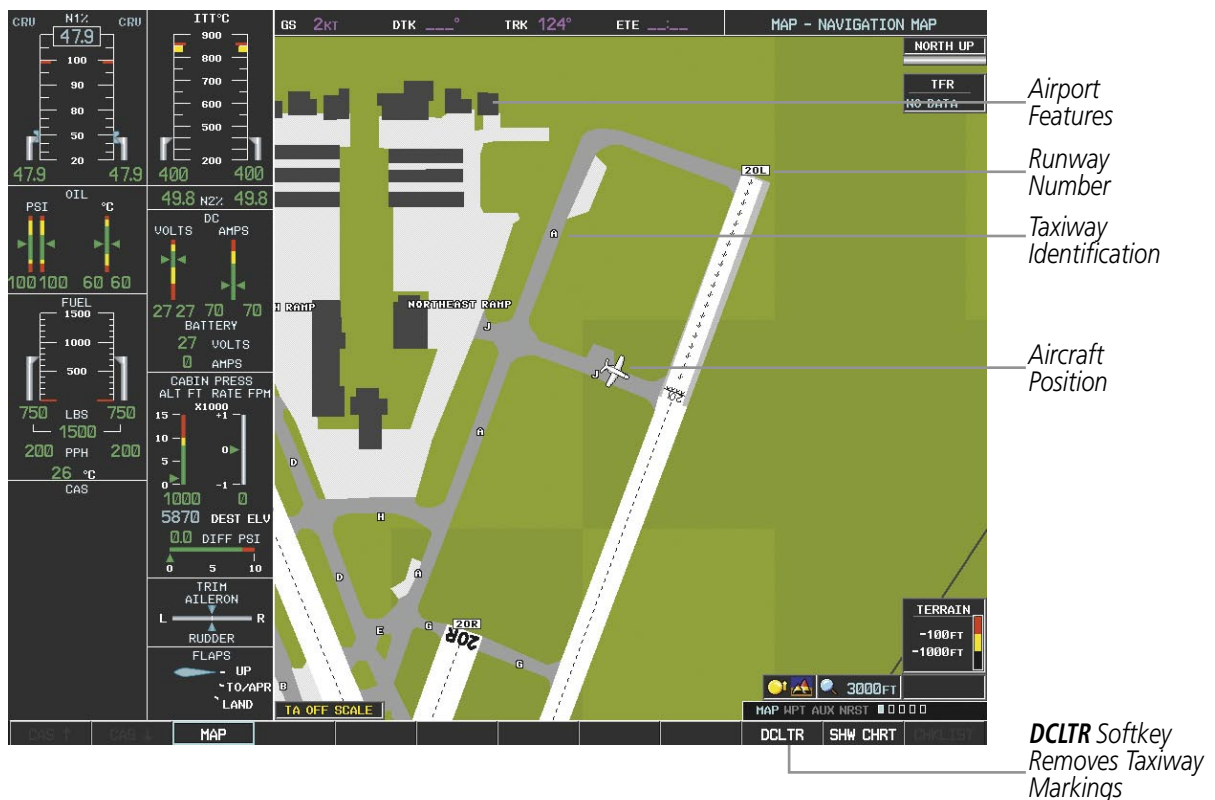 CRU N1% CRU
47.9
100
90
80
50
20
47.9 47.9
ITT°C
900
800
700
600
500
200
400 400
49.8 N2% 49.8
OIL
PSI °C
100 100 60 60
DC
VOLTS AMPS
27 27 70 70
BATTERY
27 VOLTS
0 AMPS
FUEL
1500
1000
500
750 LBS 750
1500
200 PPH 200
26 °C
CAS
CABIN PRESS
ALT FT RATE FPM
X1000
15 +1
10
0
5
0 -1
1000 0
5870 DEST ELV
0.0 DIFF PSI
0 5 10
TRIM
AILERON
L R
RUDDER
FLAPS
UP
TO/APR
LAND
GS 2KT DTK ___° TRK 124° ETE __:__ MAP - NAVIGATION MAP
NORTH UP
TFR
NO DATA
20L
A
H RAMP NORTHEAST RAMP
J
J
20L
A
D
H
D
A
E
G
20R
20R
G
B
TERRAIN
-100FT
-1000FT
3000FT
TA OFF SCALE
MAP WPT AUX NRST
CAS ↑ CAS ↓ MAP DCLTR SHW CHRT CHKLIST
Airport
Features
Runway
Number
Taxiway
Identification
Aircraft
Position
DCLTR Softkey
Removes Taxiway
Markings